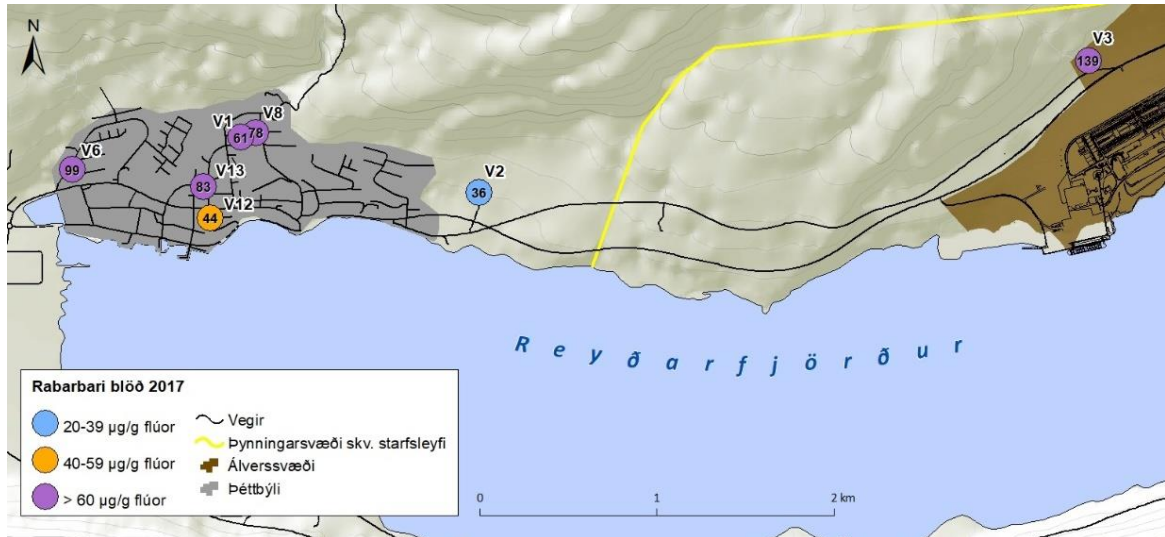 N
V3
139
V1
V8
61
78
V6
99
V13
83
V2
36
V12
44
Reyðarfjörður
Rabarbari blöð 2017
20-39 µg/g flúor
40-59 µg/g flúor
> 60 µg/g flúor
Vegir
Þynningarsvæði skv. starfsleyfi
Álverssvæði
Þéttbýli
0 1 2 km